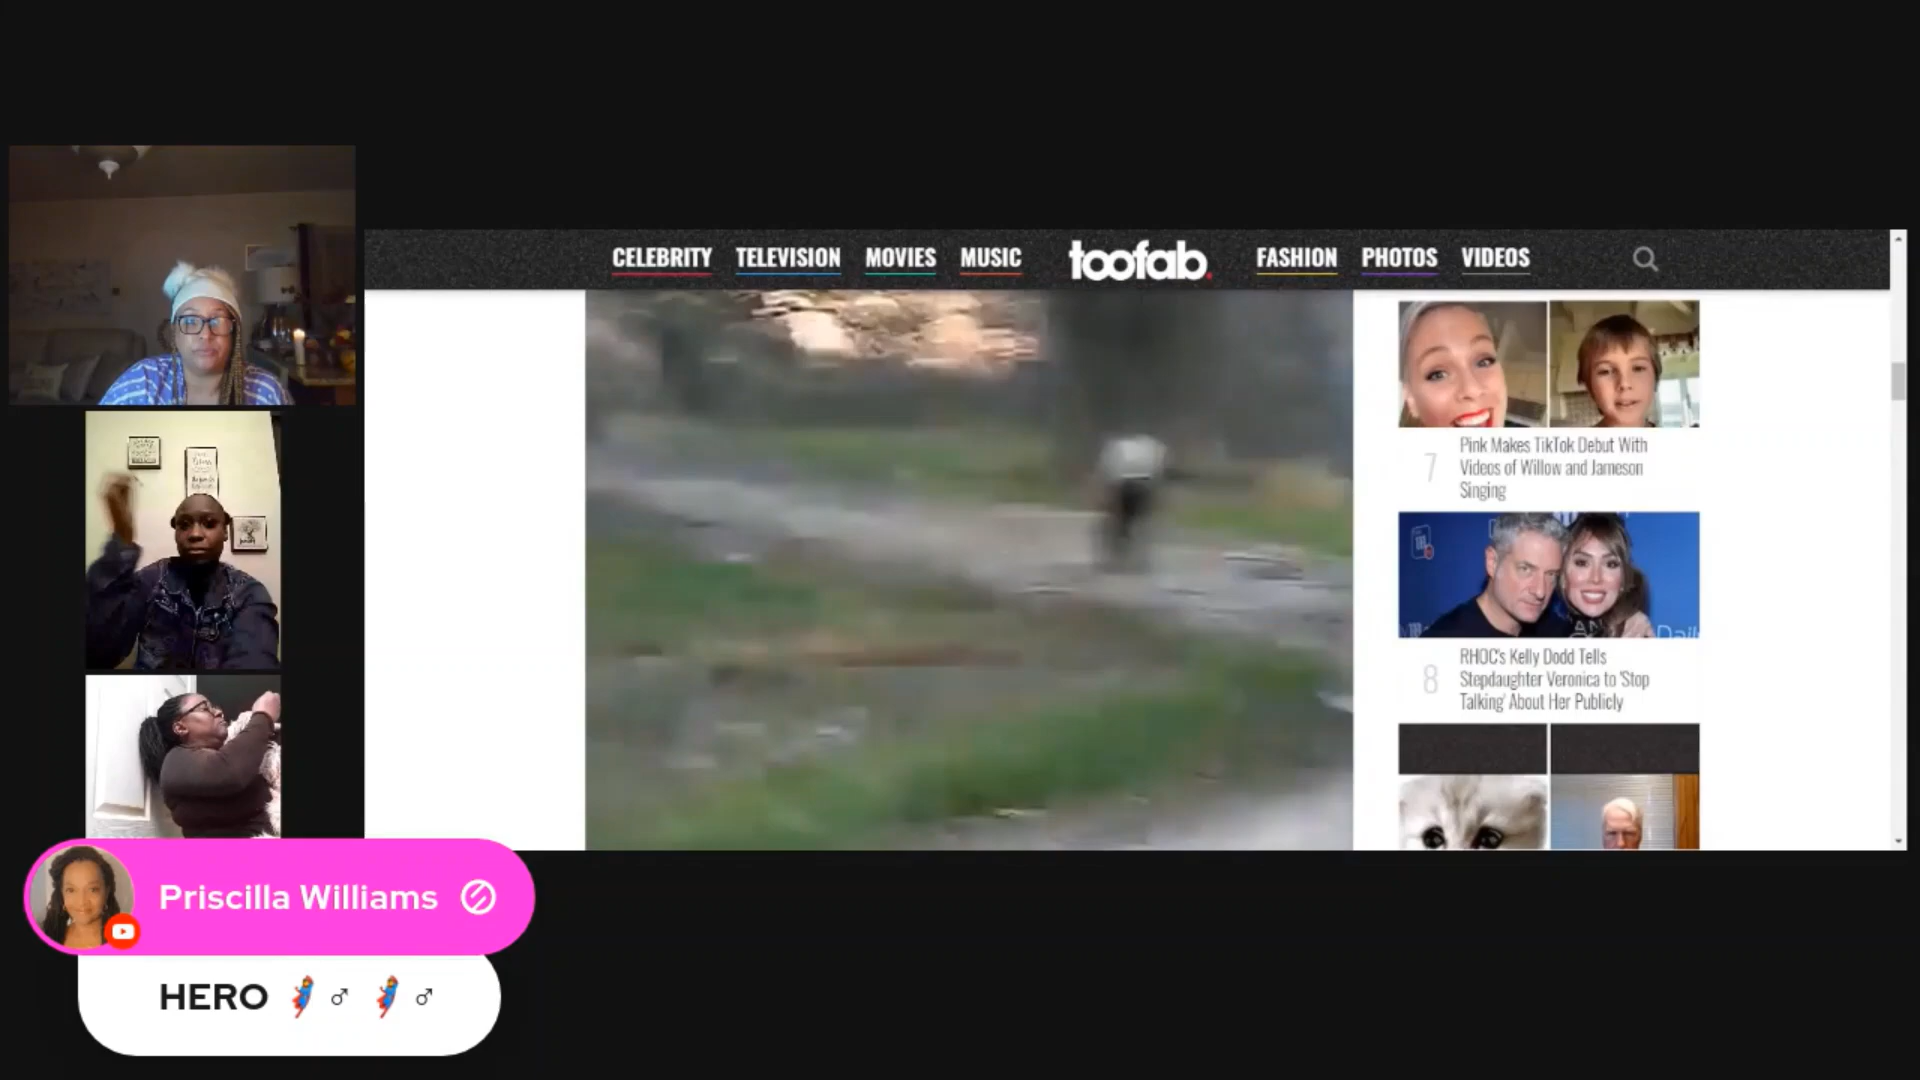 CELEBRITY TELEVISION MOVIES MUSIC toofab. FASHION PHOTOS VIDEOS
7
Pink Makes TikTok Debut With
Videos of Willow and Jameson
Singing
8
RHOC's Kelly Dodd Tells
Stepdaughter Veronica to 'Stop
Talking' About Her Publicly
Priscilla Williams
HERO 🦸‍♂ 🦸‍♂